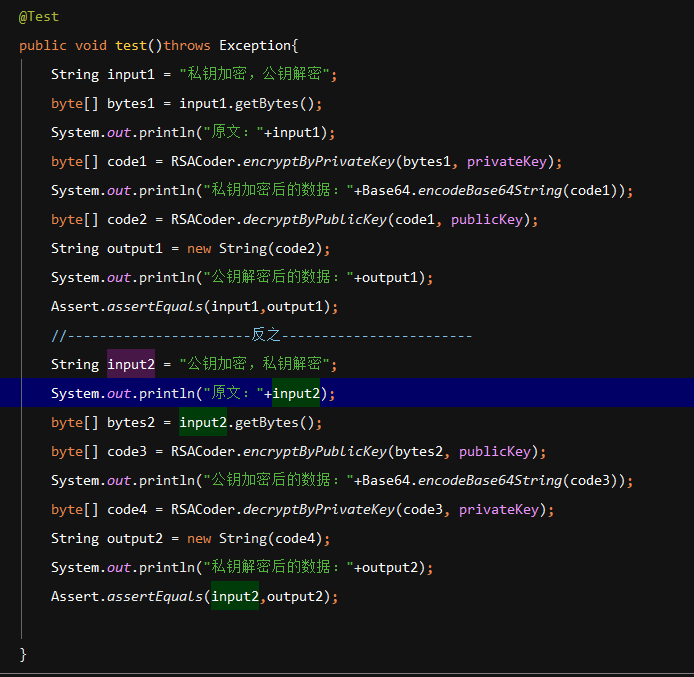 @Test
public void test()throws Exception{
String input1 = "私钥加密，公钥解密";
byte[] bytes1 = input1.getBytes();
System.out.println("原文："+input1);
byte[] code1 = RSACoder.encryptByPrivateKey(bytes1, privateKey);
System.out.println("私钥加密后的数据："+Base64.encodeBase64String(code1));
byte[] code2 = RSACoder.decryptByPublicKey(code1, publicKey);
String output1 = new String(code2);
System.out.println("公钥解密后的数据："+output1);
Assert.assertEquals(input1,output1);
//-----------------------反之------------------------
String input2 = "公钥加密，私钥解密";
System.out.println("原文："+input2);
byte[] bytes2 = input2.getBytes();
byte[] code3 = RSACoder.encryptByPublicKey(bytes2, publicKey);
System.out.println("公钥加密后的数据："+Base64.encodeBase64String(code3));
byte[] code4 = RSACoder.decryptByPrivateKey(code3, privateKey);
String output2 = new String(code4);
System.out.println("私钥解密后的数据："+output2);
Assert.assertEquals(input2,output2);
}